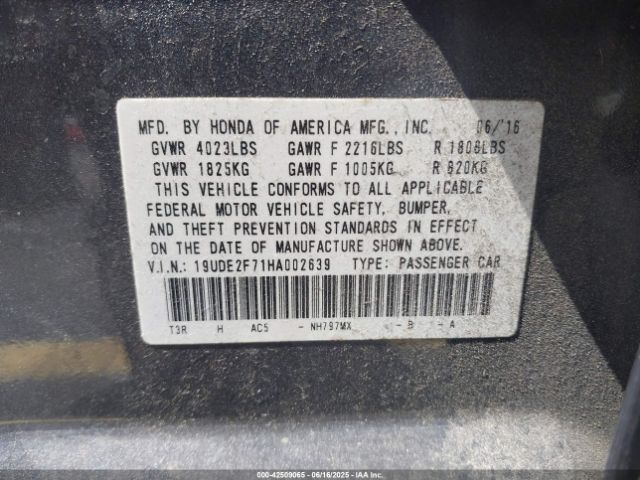 MFD. BY HONDA OF AMERICA MFG., INC. 06/'16
GVWR 4023LBS GAWR F 2216LBS R 1808LBS
GVWR 1825KG GAWR F 1005KG R 820KG
THIS VEHICLE CONFORMS TO ALL APPLICABLE
FEDERAL MOTOR VEHICLE SAFETY, BUMPER,
AND THEFT PREVENTION STANDARDS IN EFFECT
ON THE DATE OF MANUFACTURE SHOWN ABOVE.
V.I.N.: 19UDE2F71HA002639 TYPE: PASSENGER CAR
T3R H AC5 - NH797MX - B - A
000-42509065 - 06/16/2025 - IAA Inc.